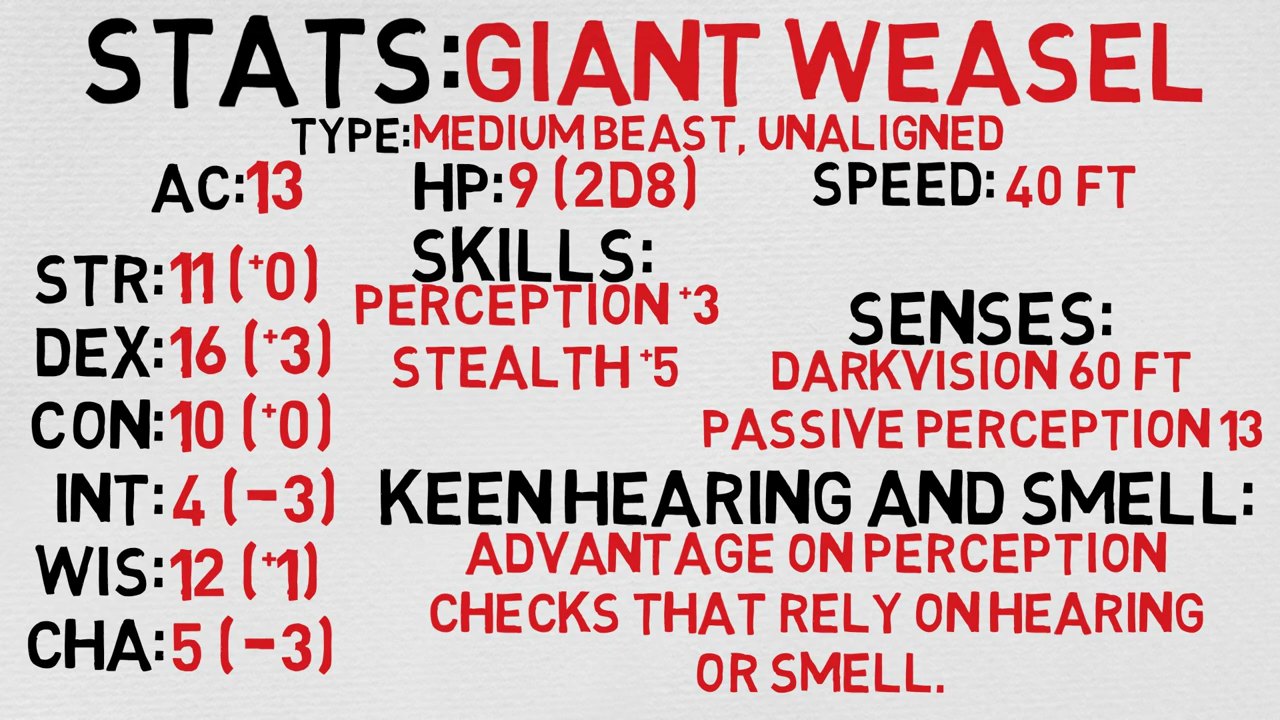 STATS:GIANT WEASEL
TYPE:MEDIUM BEAST, UNALIGNED
AC:13
HP:9 (2D8)
SPEED: 40 FT
STR:11 (+0)
DEX:16 (+3)
CON:10 (+0)
INT:4 (-3)
WIS:12 (+1)
CHA:5 (-3)
SKILLS:
PERCEPTION +3
STEALTH +5
SENSES:
DARKVISION 60 FT
PASSIVE PERCEPTION 13
KEEN HEARING AND SMELL:
ADVANTAGE ON PERCEPTION
CHECKS THAT RELY ON HEARING
OR SMELL.